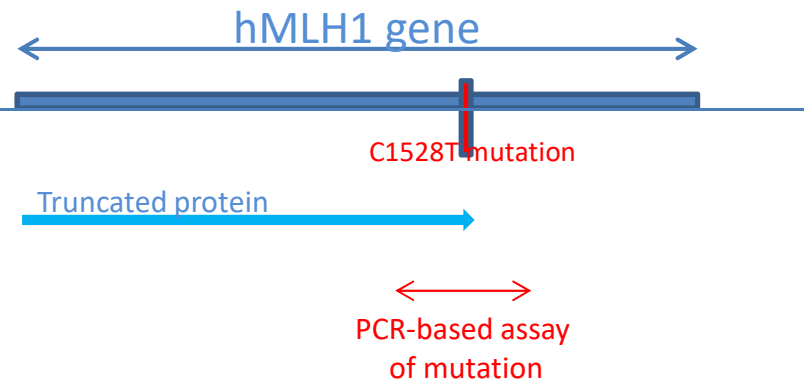 hMLH1 gene
C1528T mutation
Truncated protein
PCR-based assay
of mutation